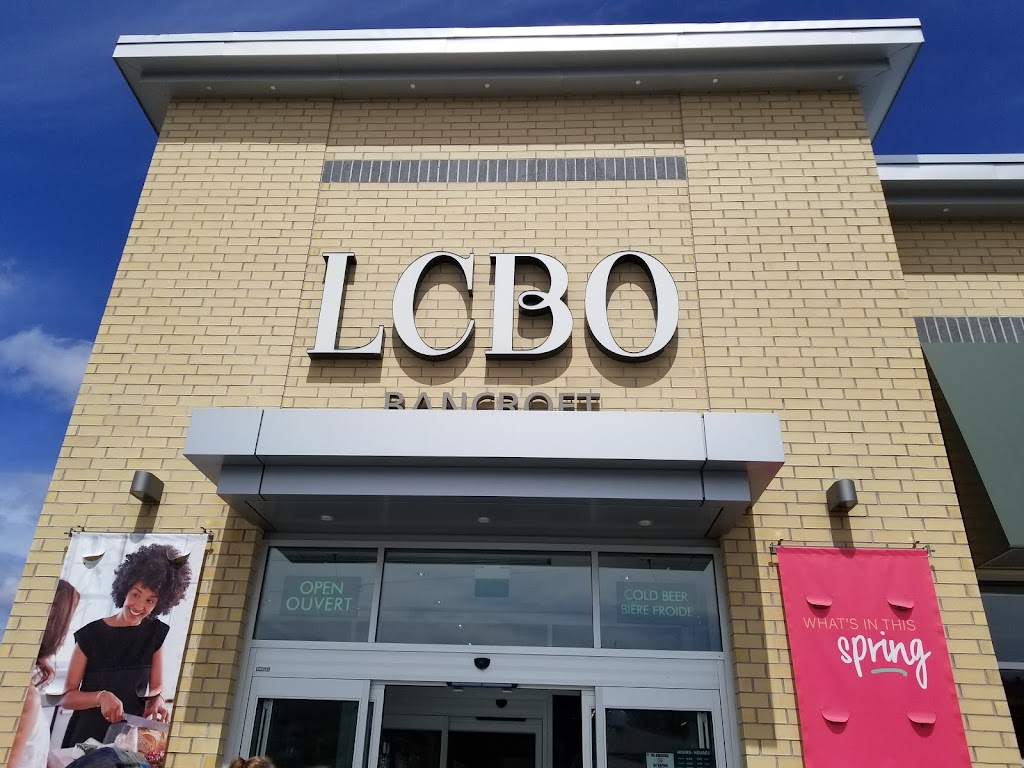 LCBO
BANCROFT
OPEN
OUVERT
COLD BEER
BIÈRE FROIDE
WHAT'S IN THIS
spring